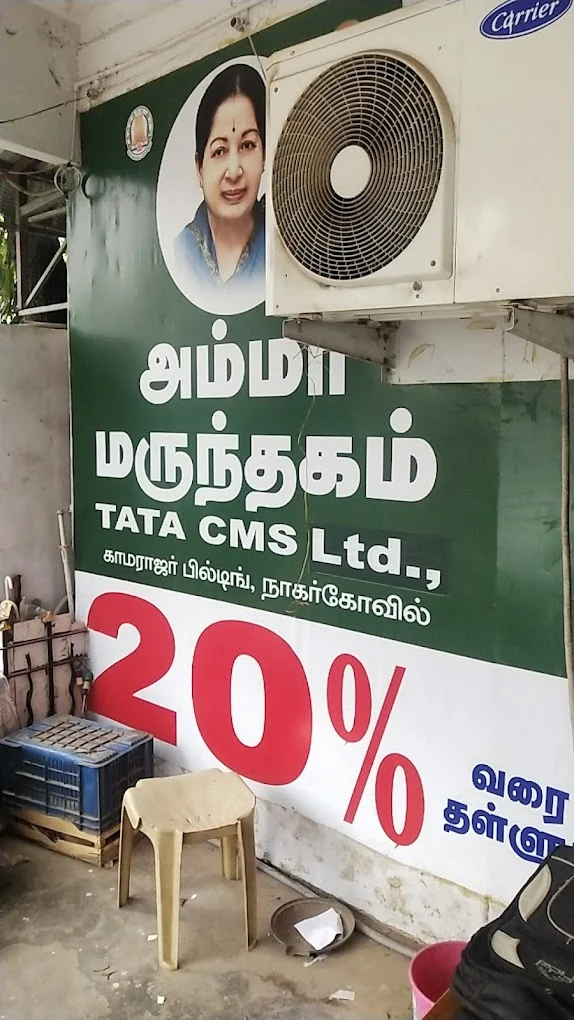 Carrier
அம்மா
மருந்தகம்
TATA CMS Ltd.,
காமராஜர் பில்டிங், நாகர்கோவில்
20%
வரை